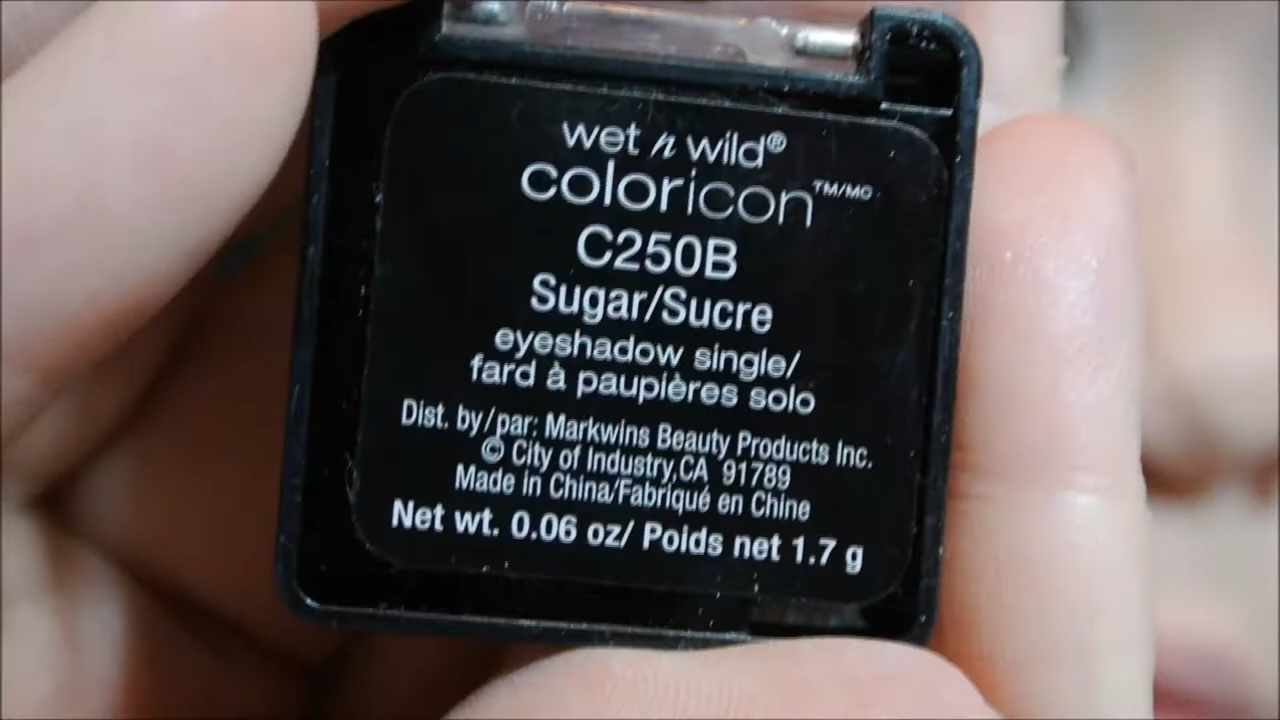 wet n wild®
coloricon™/MC
C250B
Sugar/Sucre
eyeshadow single/
fard à paupières solo
Dist. by/par: Markwins Beauty Products Inc.
© City of Industry,CA 91789
Made in China/Fabriqué en Chine
Net wt. 0.06 oz/ Poids net 1.7 g